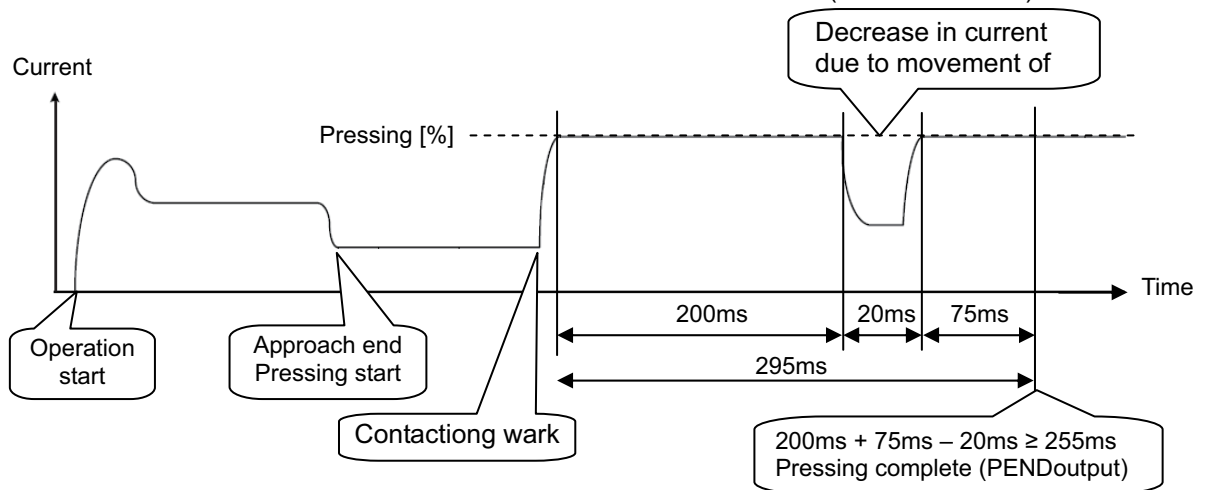 Decrease in current
due to movement of
Current
Pressing [%]
Time
200ms
20ms
75ms
295ms
Operation
start
Approach end
Pressing start
Contactiong wark
200ms + 75ms – 20ms ≥ 255ms
Pressing complete (PENDoutput)